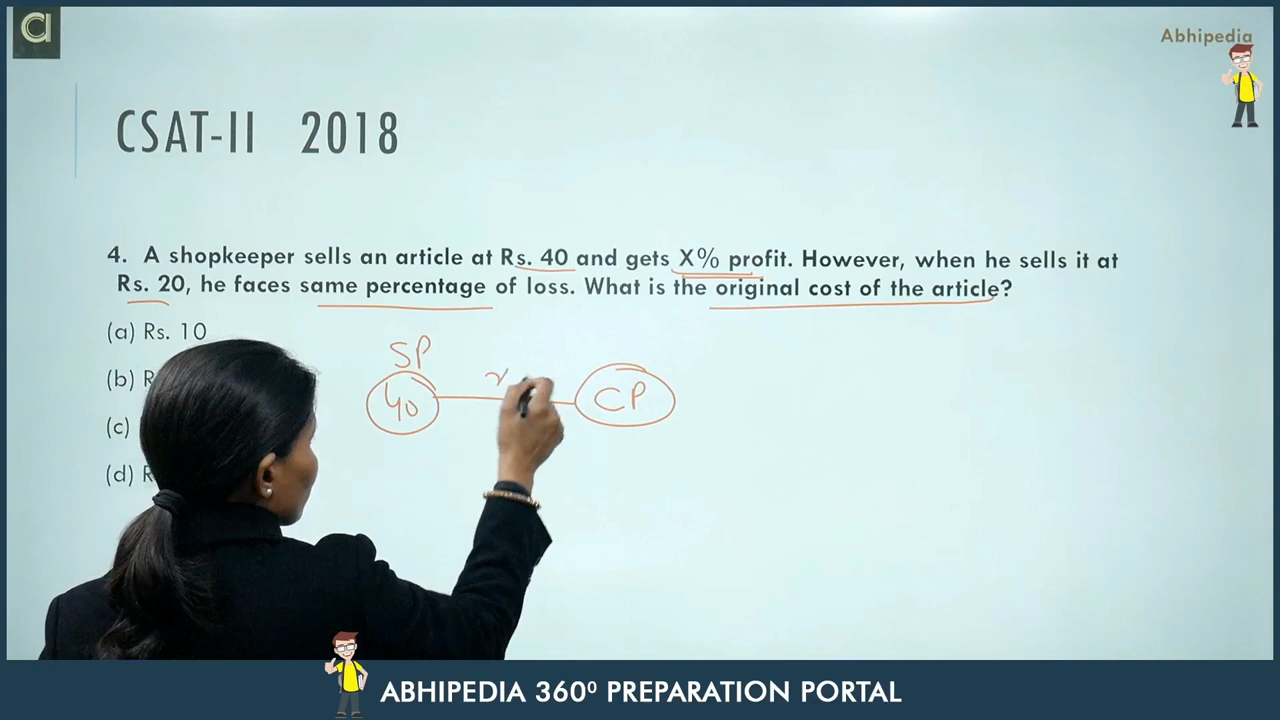 a
Abhipedia
CSAT-II 2018
4. A shopkeeper sells an article at Rs. 40 and gets X% profit. However, when he sells it at
Rs. 20, he faces same percentage of loss. What is the original cost of the article?
(a) Rs. 10
(b) R
(c)
(d) R
SP
40
CP
ABHIPEDIA 360⁰ PREPARATION PORTAL